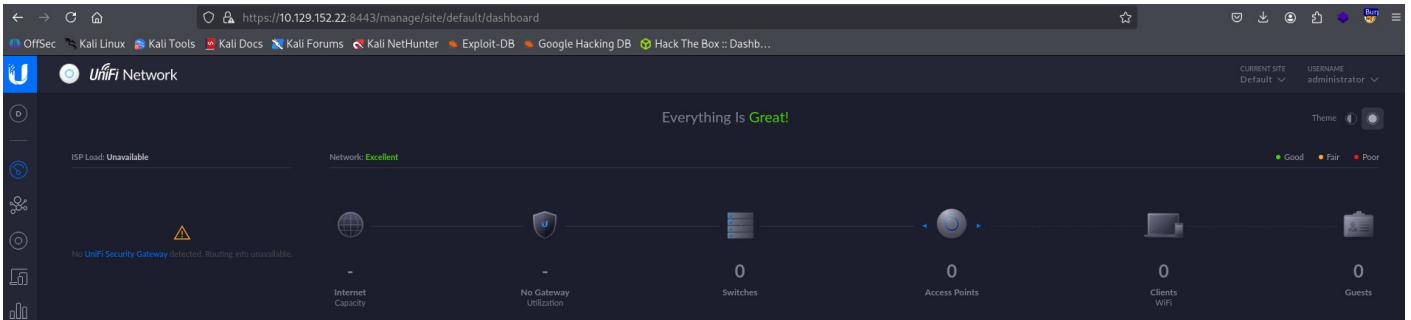 https://10.129.152.22:8443/manage/site/default/dashboard
Burp
OffSec Kali Linux Kali Tools Kali Docs Kali Forums Kali NetHunter Exploit-DB Google Hacking DB Hack The Box :: Dashb...
UniFi Network
CURRENT SITE USERNAME
Default administrator
D
Everything Is Great!
Theme
ISP Load: Unavailable Network: Excellent Good Fair Poor
No UniFi Security Gateway detected. Routing info unavailable.
- - 0 0 0 0
Internet No Gateway Switches Access Points Clients Guests
Capacity Utilization WiFi